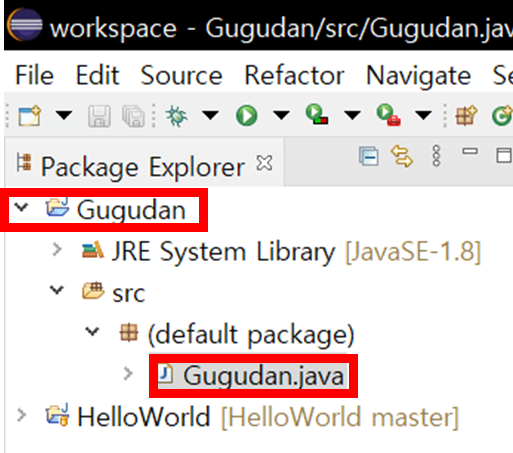 workspace - Gugudan/src/Gugudan.jav
File Edit Source Refactor Navigate Se
Package Explorer
Gugudan
JRE System Library [JavaSE-1.8]
src
(default package)
Gugudan.java
HelloWorld [HelloWorld master]